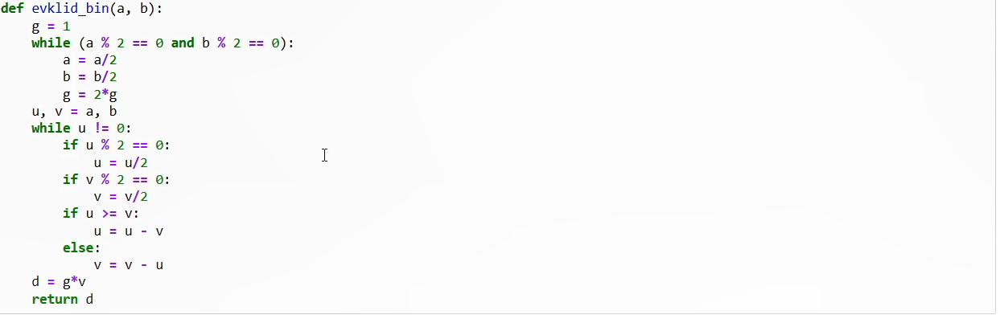 def evklid_bin(a, b):
    g = 1
    while (a % 2 == 0 and b % 2 == 0):
        a = a/2
        b = b/2
        g = 2*g
    u, v = a, b
    while u != 0:
        if u % 2 == 0:
            u = u/2
        if v % 2 == 0:
            v = v/2
        if u >= v:
            u = u - v
        else:
            v = v - u
    d = g*v
    return d